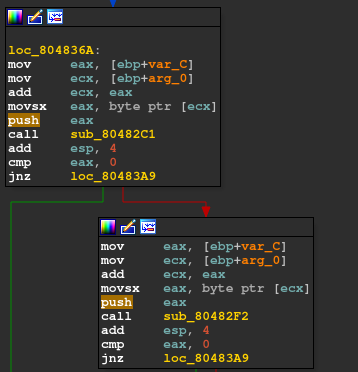 loc_804836A:
mov eax, [ebp+var_C]
mov ecx, [ebp+arg_0]
add ecx, eax
movsx eax, byte ptr [ecx]
push eax
call sub_80482C1
add esp, 4
cmp eax, 0
jnz loc_80483A9
mov eax, [ebp+var_C]
mov ecx, [ebp+arg_0]
add ecx, eax
movsx eax, byte ptr [ecx]
push eax
call sub_80482F2
add esp, 4
cmp eax, 0
jnz loc_80483A9